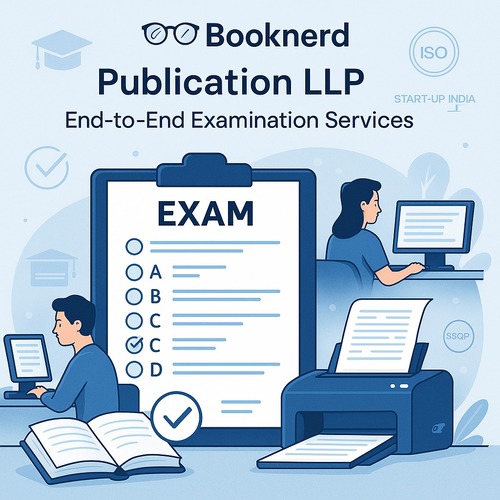 Booknerd
Publication LLP
End-to-End Examination Services
ISO
START-UP INDIA
EXAM
A
B
C
C
D
SSQP